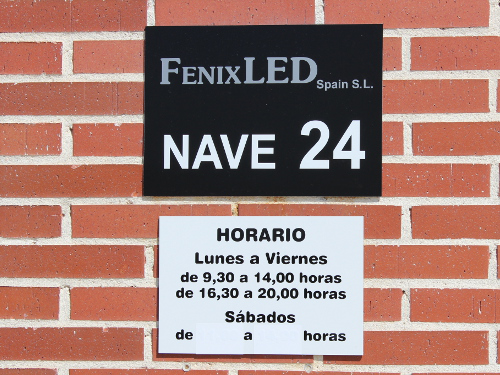 FENIXLED
Spain S.L.
NAVE 24
HORARIO
Lunes a Viernes
de 9,30 a 14,00 horas
de 16,30 a 20,00 horas
Sábados
de a horas